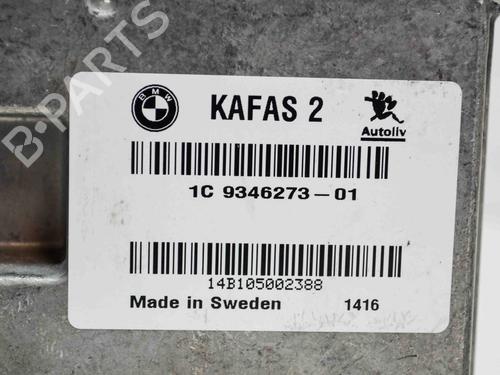 B-PARTS
BMW
KAFAS 2
Autoliv
1C 9346273-01
14B105002388
Made in Sweden 1416